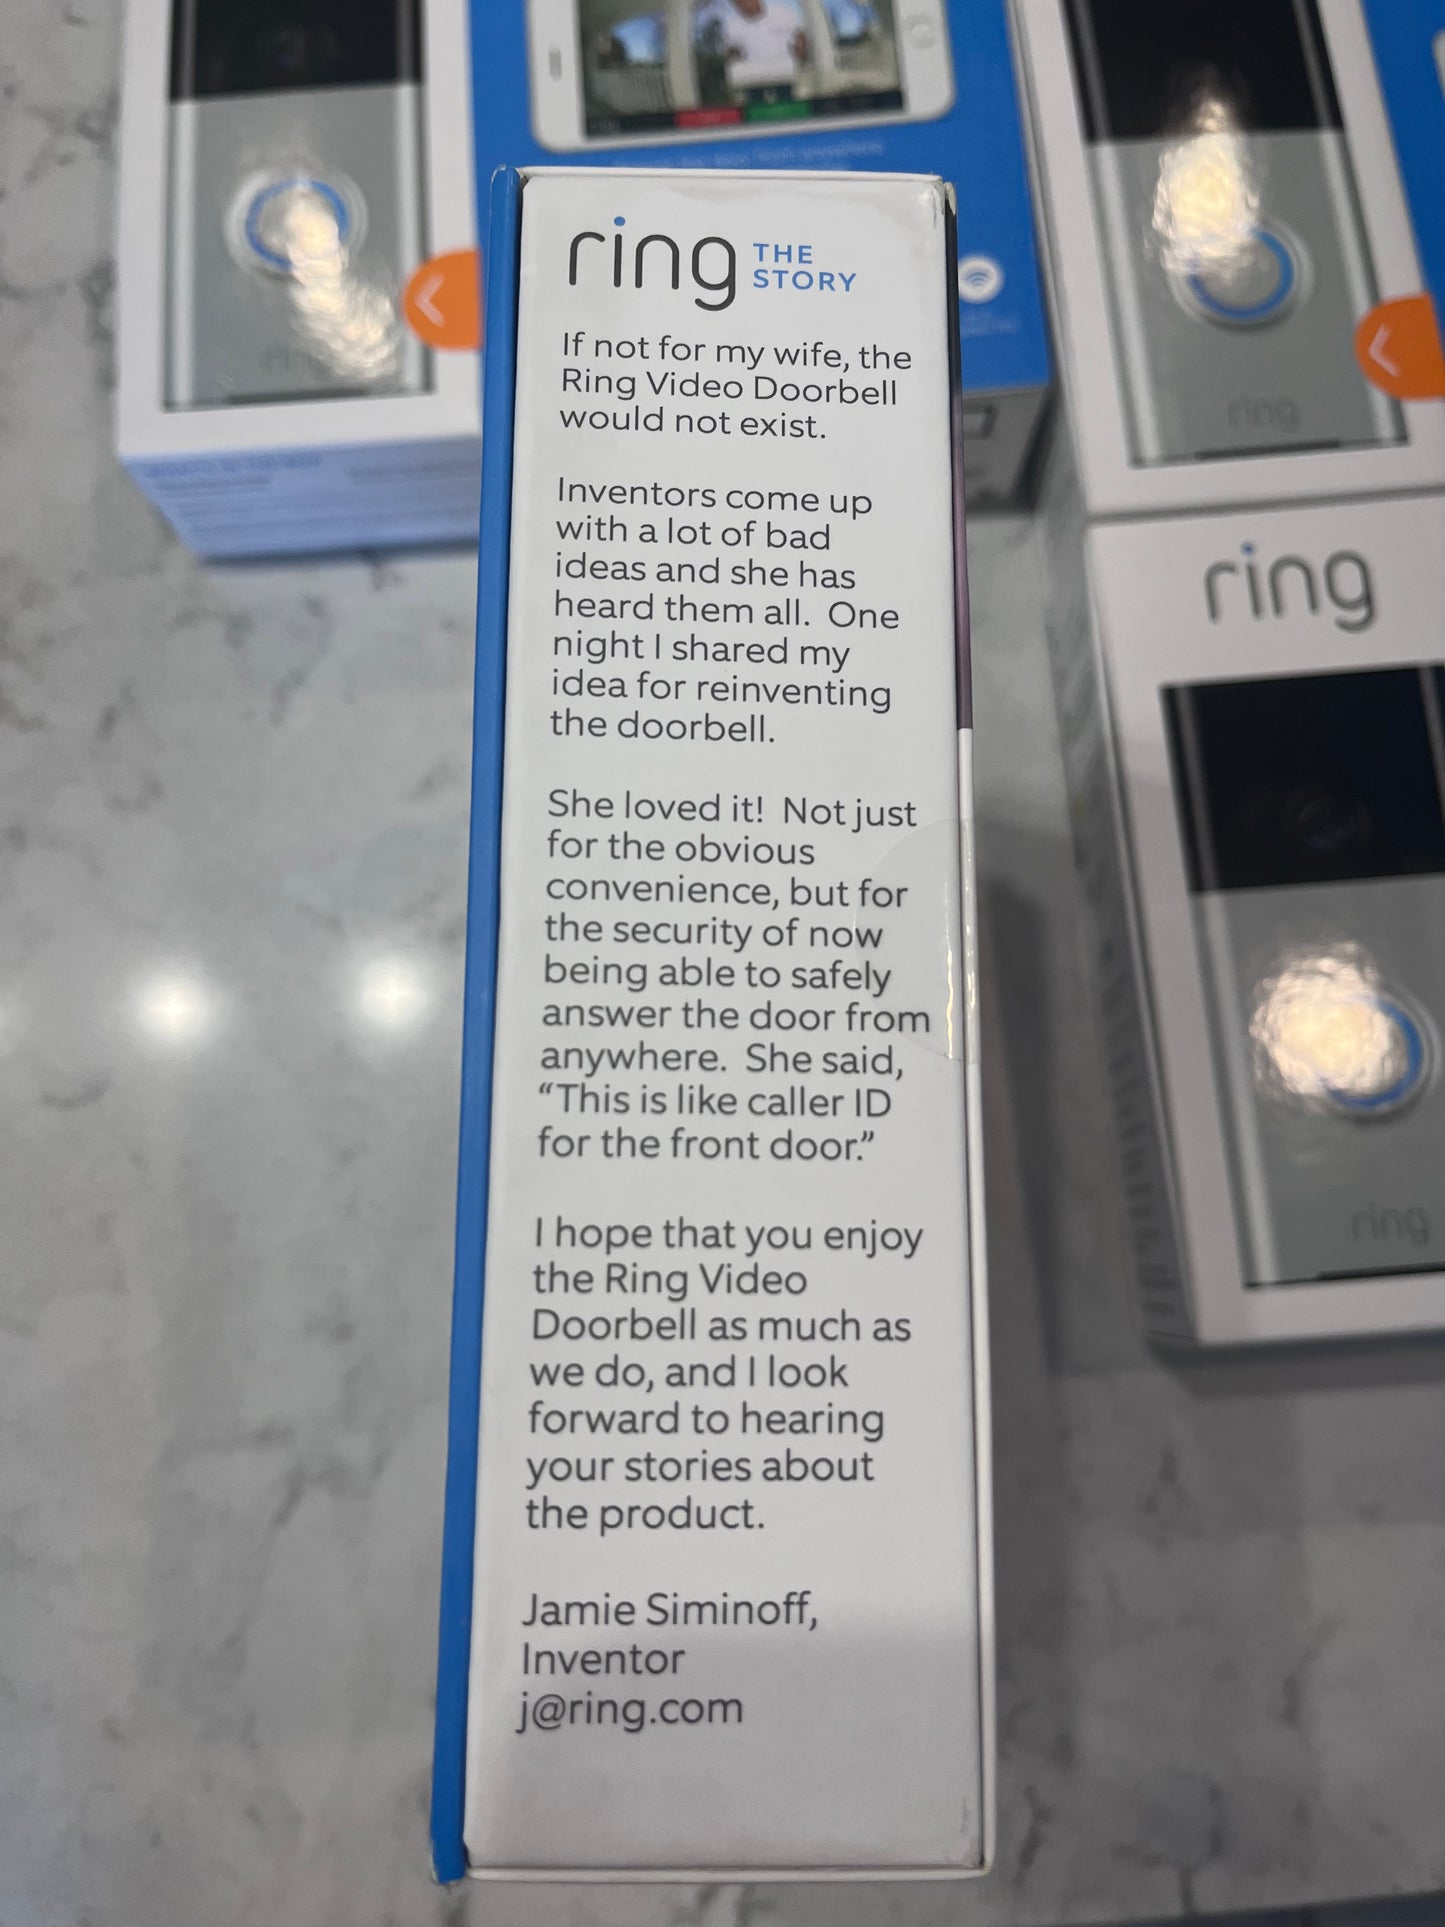 ring THE
STORY
If not for my wife, the
Ring Video Doorbell
would not exist.
Inventors come up
with a lot of bad
ideas and she has
heard them all. One
night I shared my
idea for reinventing
the doorbell.
She loved it! Not just
for the obvious
convenience, but for
the security of now
being able to safely
answer the door from
anywhere. She said,
“This is like caller ID
for the front door.”
I hope that you enjoy
the Ring Video
Doorbell as much as
we do, and I look
forward to hearing
your stories about
the product.
Jamie Siminoff,
Inventor
j@ring.com
ring
ring
ring
ring